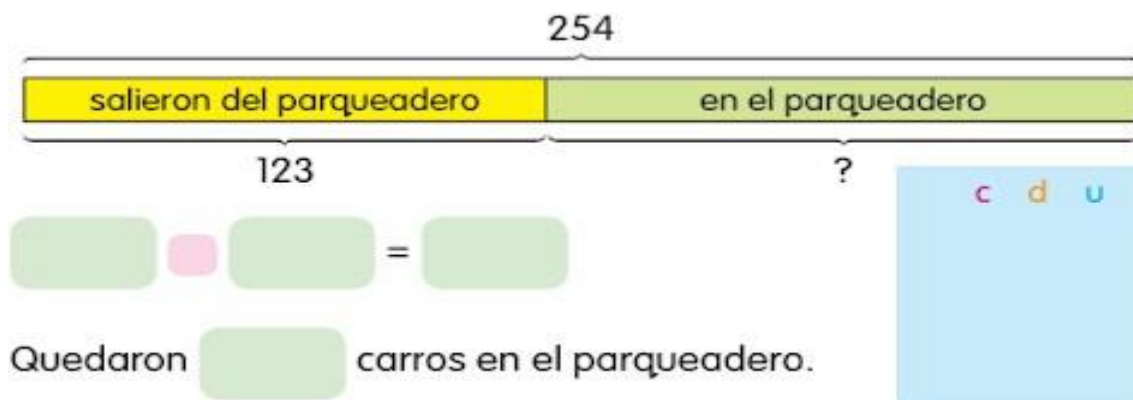 254
salieron del parqueadero en el parqueadero
123 ?
c d u
=
Quedaron carros en el parqueadero.